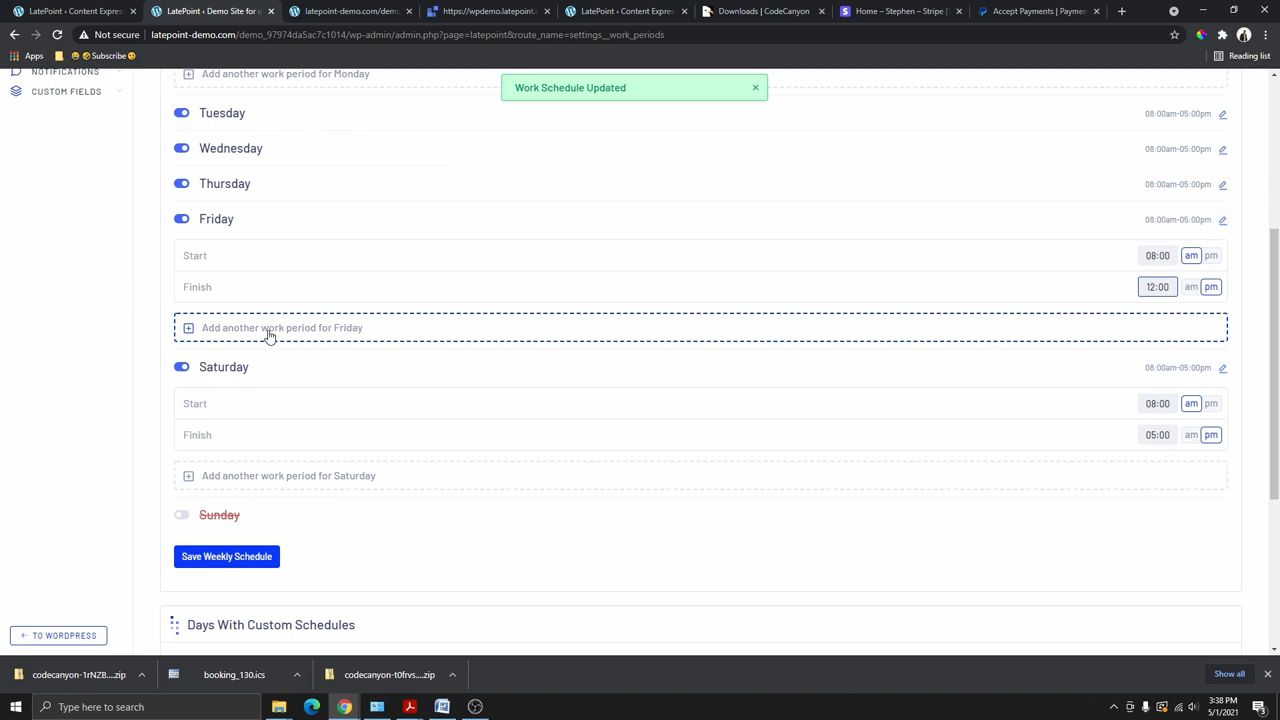 LatePoint ‹ Content Expres
LatePoint ‹ Demo Site for u
latepoint-demo.com/demo
https://wpdemo.latepoint
LatePoint ‹ Content Expres
Downloads | CodeCanyon
Home – Stephen – Stripe [
Accept Payments | Paymen
Not secure
latepoint-demo.com/demo_97974da5ac7c1014/wp-admin/admin.php?page=latepoint&route_name=settings__work_periods
Apps
Subscribe
Reading list
NOTIFICATIONS
CUSTOM FIELDS
Add another work period for Monday
Work Schedule Updated ×
Tuesday 08:00am-05:00pm
Wednesday 08:00am-05:00pm
Thursday 08:00am-05:00pm
Friday 08:00am-05:00pm
Start 08:00 am pm
Finish 12:00 am pm
Add another work period for Friday
Saturday 08:00am-05:00pm
Start 08:00 am pm
Finish 05:00 am pm
Add another work period for Saturday
Sunday
Save Weekly Schedule
Days With Custom Schedules
← TO WORDPRESS
codecanyon-1rNZB....zip
booking_130.ics
codecanyon-t0frvs....zip
Show all
Type here to search
3:38 PM
5/1/2021
3